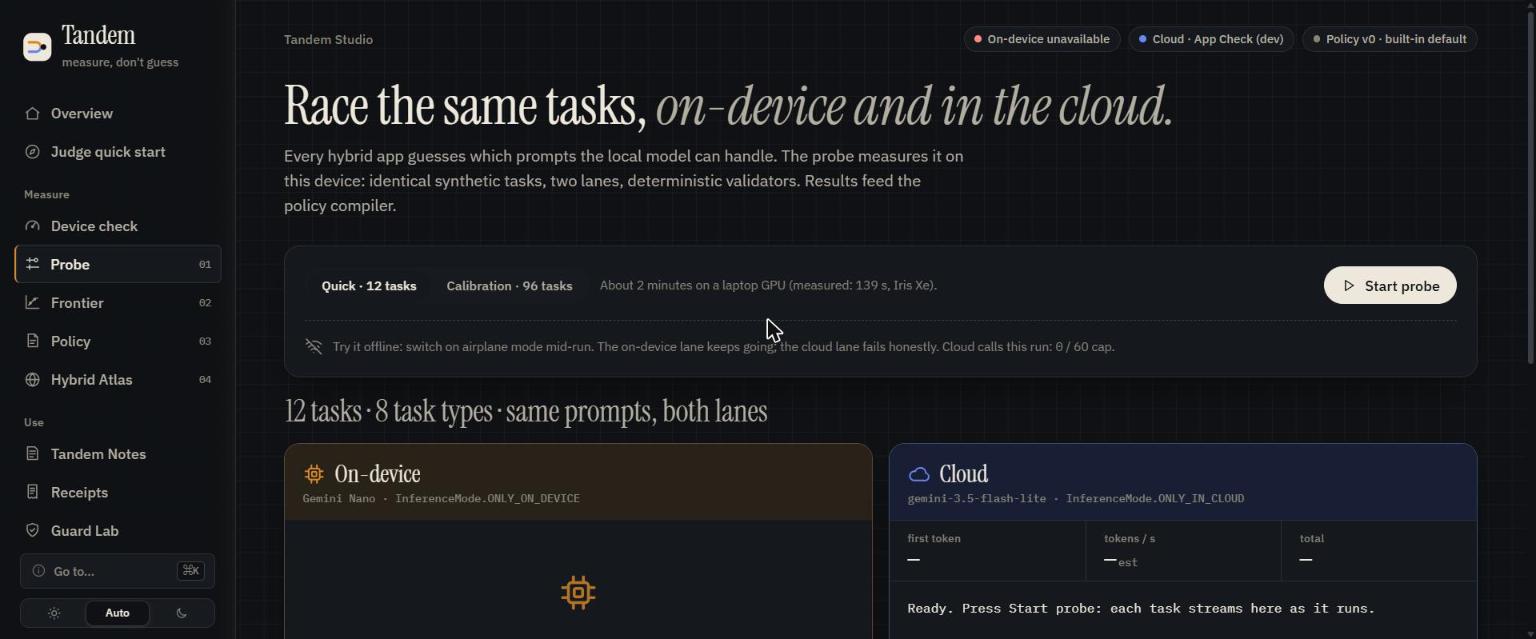 Tandem
measure, don't guess
Overview
Judge quick start
Measure
Device check
Probe 01
Frontier 02
Policy 03
Hybrid Atlas 04
Use
Tandem Notes
Receipts
Guard Lab
Go to... ⌘K
Auto
Tandem Studio
On-device unavailable
Cloud · App Check (dev)
Policy v0 · built-in default
Race the same tasks, on-device and in the cloud.
Every hybrid app guesses which prompts the local model can handle. The probe measures it on
this device: identical synthetic tasks, two lanes, deterministic validators. Results feed the
policy compiler.
Quick · 12 tasks
Calibration · 96 tasks
About 2 minutes on a laptop GPU (measured: 139 s, Iris Xe).
Start probe
Try it offline: switch on airplane mode mid-run. The on-device lane keeps going; the cloud lane fails honestly. Cloud calls this run: 0 / 60 cap.
12 tasks · 8 task types · same prompts, both lanes
On-device
Gemini Nano · InferenceMode.ONLY_ON_DEVICE
Cloud
gemini-3.5-flash-lite · InferenceMode.ONLY_IN_CLOUD
first token
—
tokens / s
— est
total
—
Ready. Press Start probe: each task streams here as it runs.